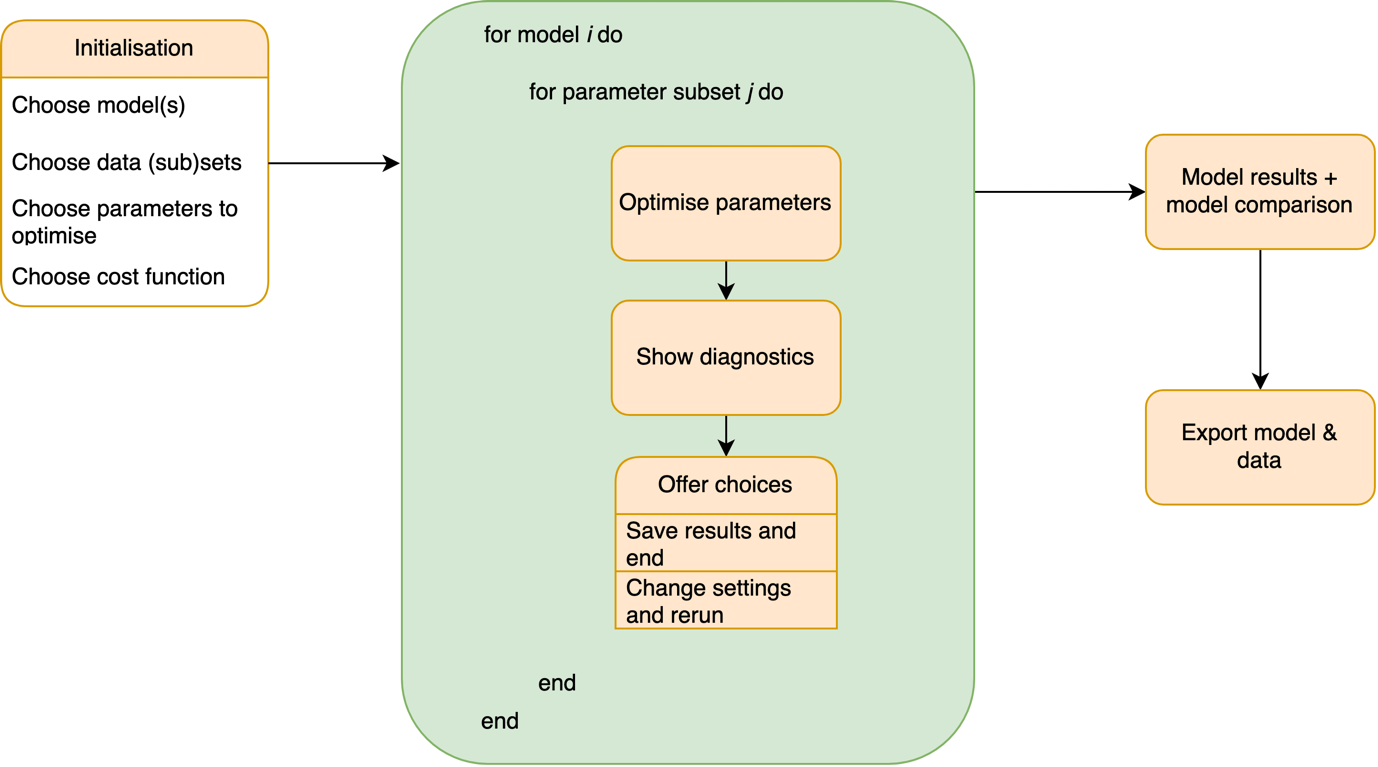 Initialisation
Choose model(s)
Choose data (sub)sets
Choose parameters to
optimise
Choose cost function
for model i do
for parameter subset j do
Optimise parameters
Show diagnostics
Offer choices
Save results and
end
Change settings
and rerun
end
end
Model results +
model comparison
Export model &
data